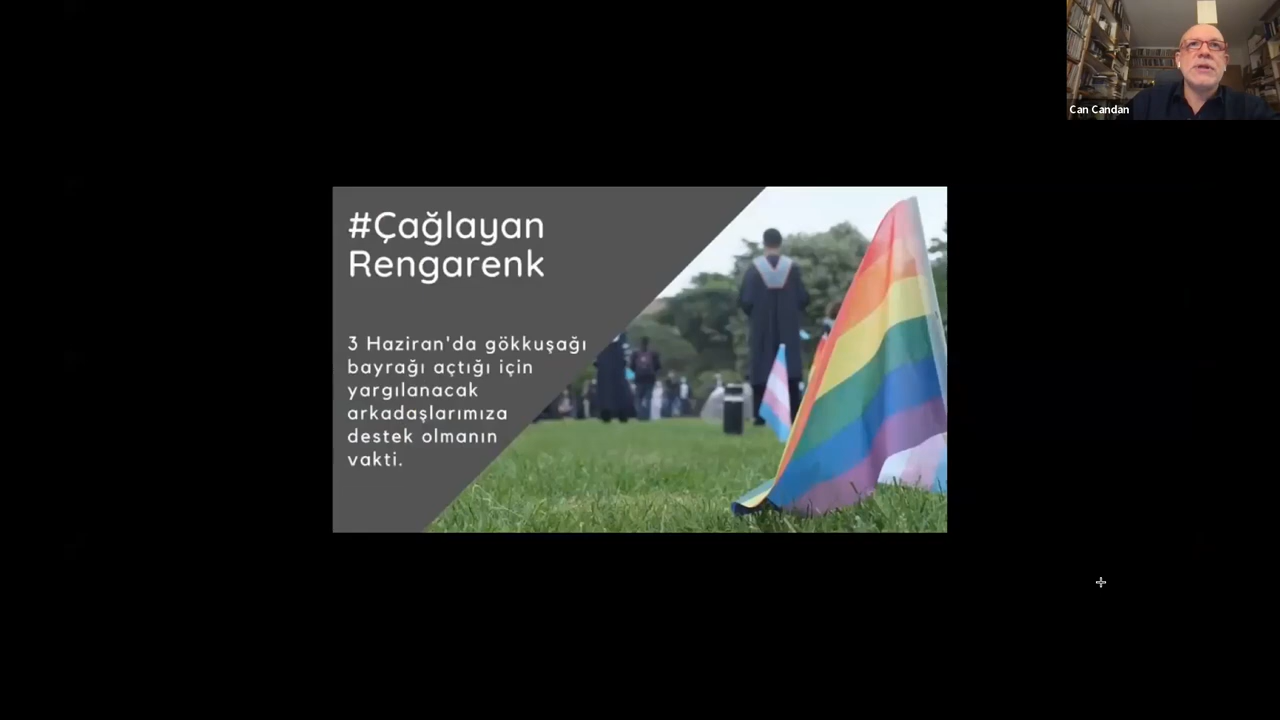 Can Candan
#Çağlayan
Rengarenk
3 Haziran'da gökkuşağı
bayrağı açtığı için
yargılanacak
arkadaşlarımıza
destek olmanın
vakti.